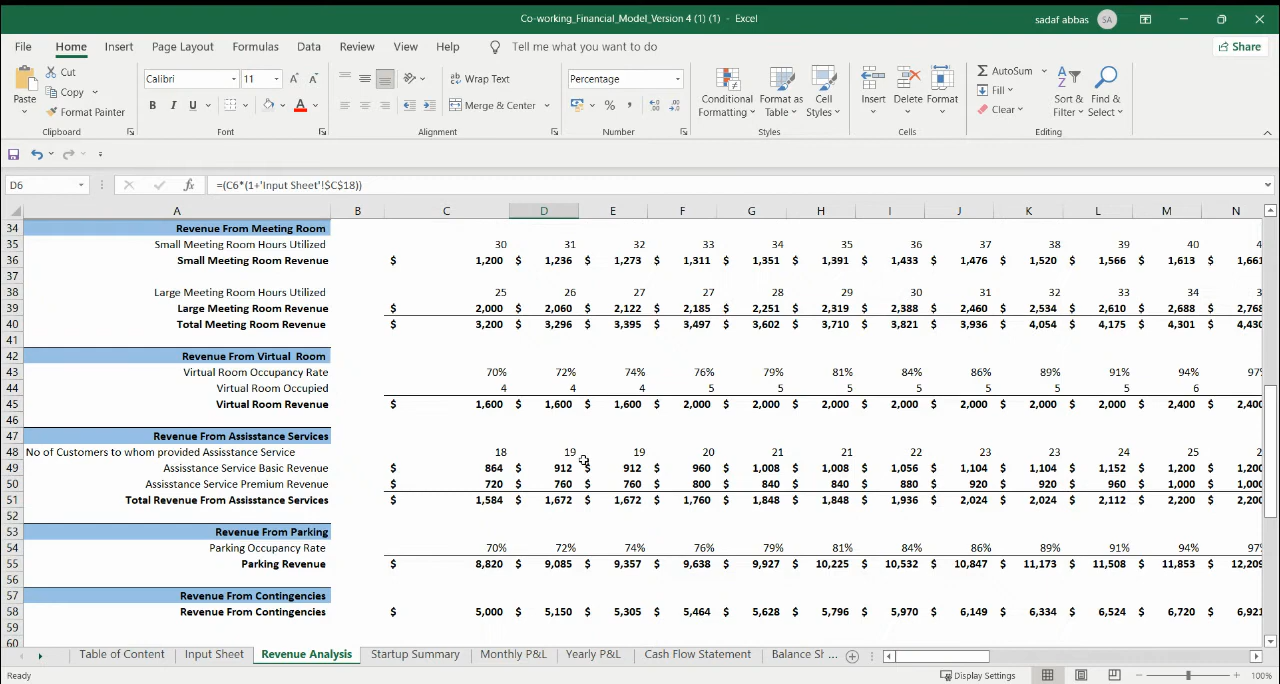 Co-working_Financial_Model_Version 4 (1) (1) - Excel
sadaf abbas SA
File Home Insert Page Layout Formulas Data Review View Help Tell me what you want to do Share
Paste Cut Copy Format Painter Clipboard
Calibri 11 A A B I U A Font
Wrap Text Merge & Center Alignment
Percentage % Number
Conditional Formatting Format as Table Cell Styles Styles
Insert Delete Format Cells
AutoSum Fill Clear Sort & Filter Find & Select Editing
D6 fx =(C6*(1+'Input Sheet'!$C$18))
A B C D E F G H I J K L M N
34 Revenue From Meeting Room
35 Small Meeting Room Hours Utilized 30 31 32 33 34 35 36 37 38 39 40 4
36 Small Meeting Room Revenue $ 1,200 $ 1,236 $ 1,273 $ 1,311 $ 1,351 $ 1,391 $ 1,433 $ 1,476 $ 1,520 $ 1,566 $ 1,613 $ 1,661
37
38 Large Meeting Room Hours Utilized 25 26 27 27 28 29 30 31 32 33 34 3
39 Large Meeting Room Revenue $ 2,000 $ 2,060 $ 2,122 $ 2,185 $ 2,251 $ 2,319 $ 2,388 $ 2,460 $ 2,534 $ 2,610 $ 2,688 $ 2,768
40 Total Meeting Room Revenue $ 3,200 $ 3,296 $ 3,395 $ 3,497 $ 3,602 $ 3,710 $ 3,821 $ 3,936 $ 4,054 $ 4,175 $ 4,301 $ 4,430
41
42 Revenue From Virtual Room
43 Virtual Room Occupancy Rate 70% 72% 74% 76% 79% 81% 84% 86% 89% 91% 94% 97%
44 Virtual Room Occupied 4 4 4 5 5 5 5 5 5 5 6
45 Virtual Room Revenue $ 1,600 $ 1,600 $ 1,600 $ 2,000 $ 2,000 $ 2,000 $ 2,000 $ 2,000 $ 2,000 $ 2,000 $ 2,400 $ 2,400
46
47 Revenue From Assisstance Services
48 No of Customers to whom provided Assistance Service 18 19 19 20 21 21 22 23 23 24 25 2
49 Assisstance Service Basic Revenue $ 864 $ 912 $ 912 $ 960 $ 1,008 $ 1,008 $ 1,056 $ 1,104 $ 1,104 $ 1,152 $ 1,200 $ 1,200
50 Assisstance Service Premium Revenue $ 720 $ 760 $ 760 $ 800 $ 840 $ 840 $ 880 $ 920 $ 920 $ 960 $ 1,000 $ 1,000
51 Total Revenue From Assisstance Services $ 1,584 $ 1,672 $ 1,672 $ 1,760 $ 1,848 $ 1,848 $ 1,936 $ 2,024 $ 2,024 $ 2,112 $ 2,200 $ 2,200
52
53 Revenue From Parking
54 Parking Occupancy Rate 70% 72% 74% 76% 79% 81% 84% 86% 89% 91% 94% 97%
55 Parking Revenue $ 8,820 $ 9,085 $ 9,357 $ 9,638 $ 9,927 $ 10,225 $ 10,532 $ 10,847 $ 11,173 $ 11,508 $ 11,853 $ 12,209
56
57 Revenue From Contingencies
58 Revenue From Contingencies $ 5,000 $ 5,150 $ 5,305 $ 5,464 $ 5,628 $ 5,796 $ 5,970 $ 6,149 $ 6,334 $ 6,524 $ 6,720 $ 6,921
59
60
Table of Content Input Sheet Revenue Analysis Startup Summary Monthly P&L Yearly P&L Cash Flow Statement Balance Sh ...
Ready Display Settings 100%